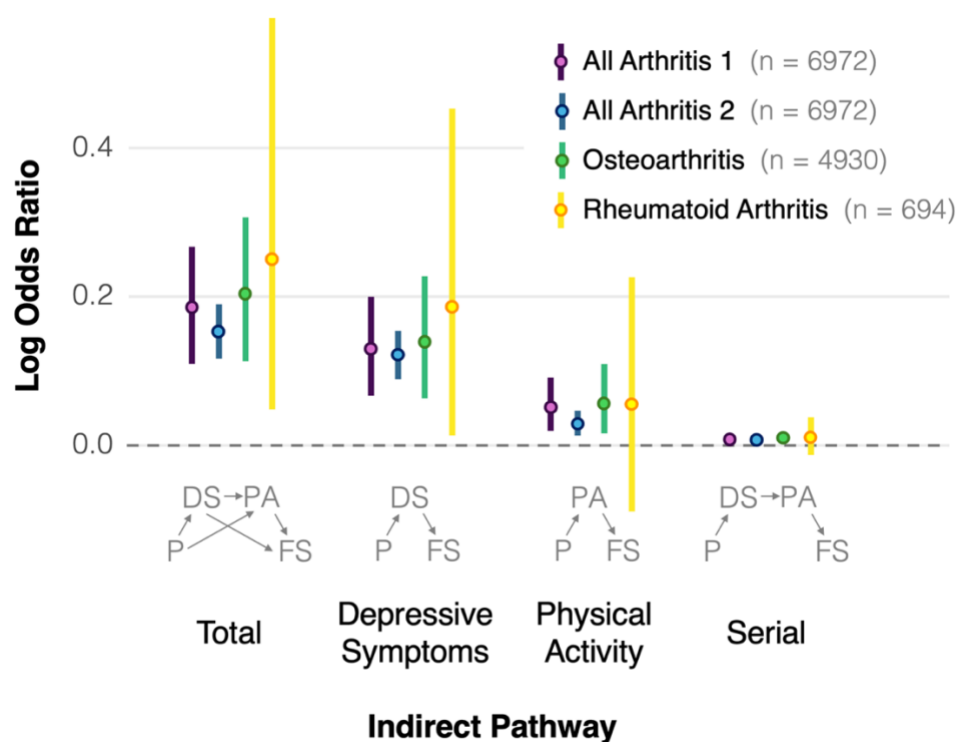 All Arthritis 1 (n = 6972)
All Arthritis 2 (n = 6972)
Osteoarthritis (n = 4930)
Rheumatoid Arthritis (n = 694)
Log Odds Ratio
0.4
0.2
0.0
DS→PA
P FS
DS
P FS
PA
P FS
DS→PA
P FS
Total
Depressive
Symptoms
Physical
Activity
Serial
Indirect Pathway